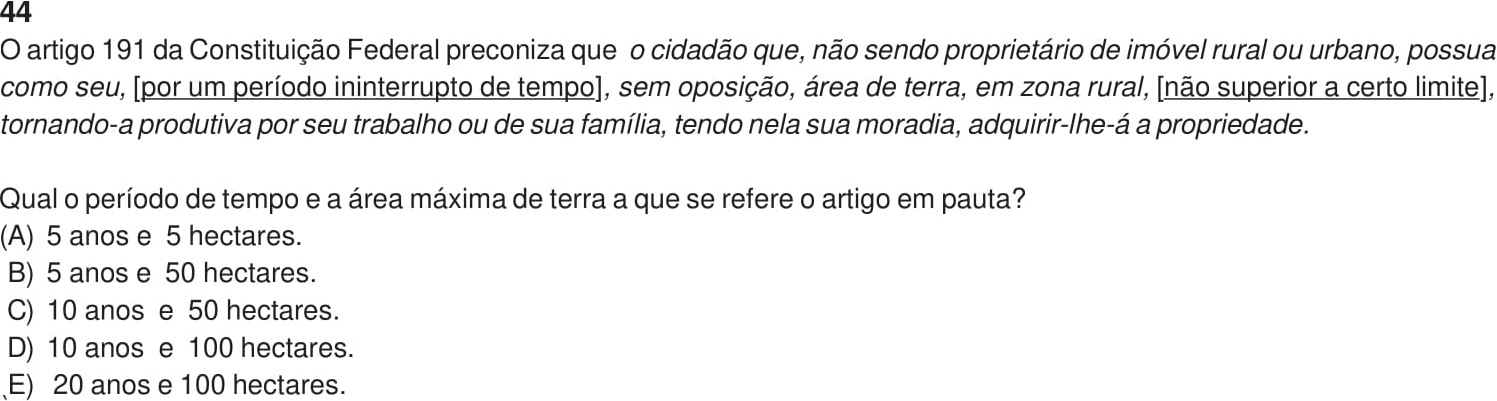 44
O artigo 191 da Constituição Federal preconiza que o cidadão que, não sendo proprietário de imóvel rural ou urbano, possua
como seu, [por um período ininterrupto de tempo], sem oposição, área de terra, em zona rural, [não superior a certo limite],
tornando-a produtiva por seu trabalho ou de sua família, tendo nela sua moradia, adquirir-lhe-á a propriedade.
Qual o período de tempo e a área máxima de terra a que se refere o artigo em pauta?
(A) 5 anos e 5 hectares.
B) 5 anos e 50 hectares.
C) 10 anos e 50 hectares.
D) 10 anos e 100 hectares.
E) 20 anos e 100 hectares.